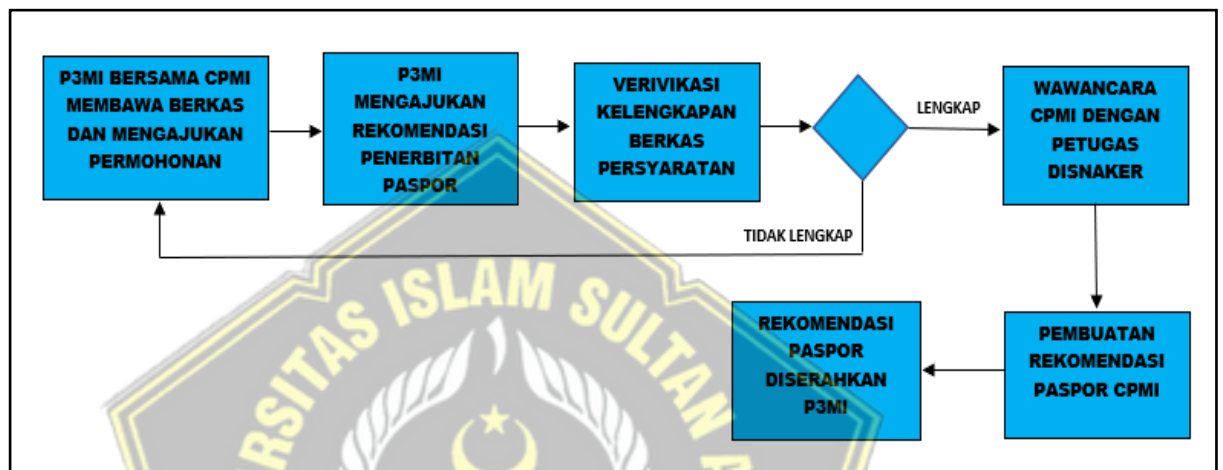 P3MI BERSAMA CPMI
MEMBAWA BERKAS
DAN MENGAJUKAN
PERMOHONAN
P3MI
MENGAJUKAN
REKOMENDASI
PENERBITAN
PASPOR
VERIVIKASI
KELENGKAPAN
BERKAS
PERSYARATAN
LENGKAP
WAWANCARA
CPMI DENGAN
PETUGAS
DISNAKER
TIDAK LENGKAP
PEMBUATAN
REKOMENDASI
PASPOR CPMI
REKOMENDASI
PASPOR
DISERAHKAN
P3MI
RSITAS ISLAM SULTAN A